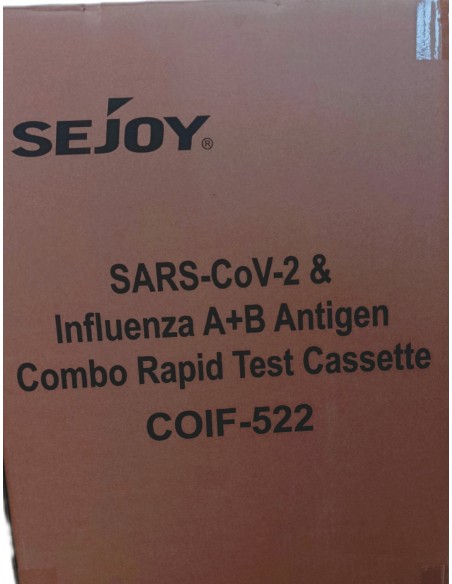 SEJOY®
SARS-CoV-2 &
Influenza A+B Antigen
Combo Rapid Test Cassette
COIF-522